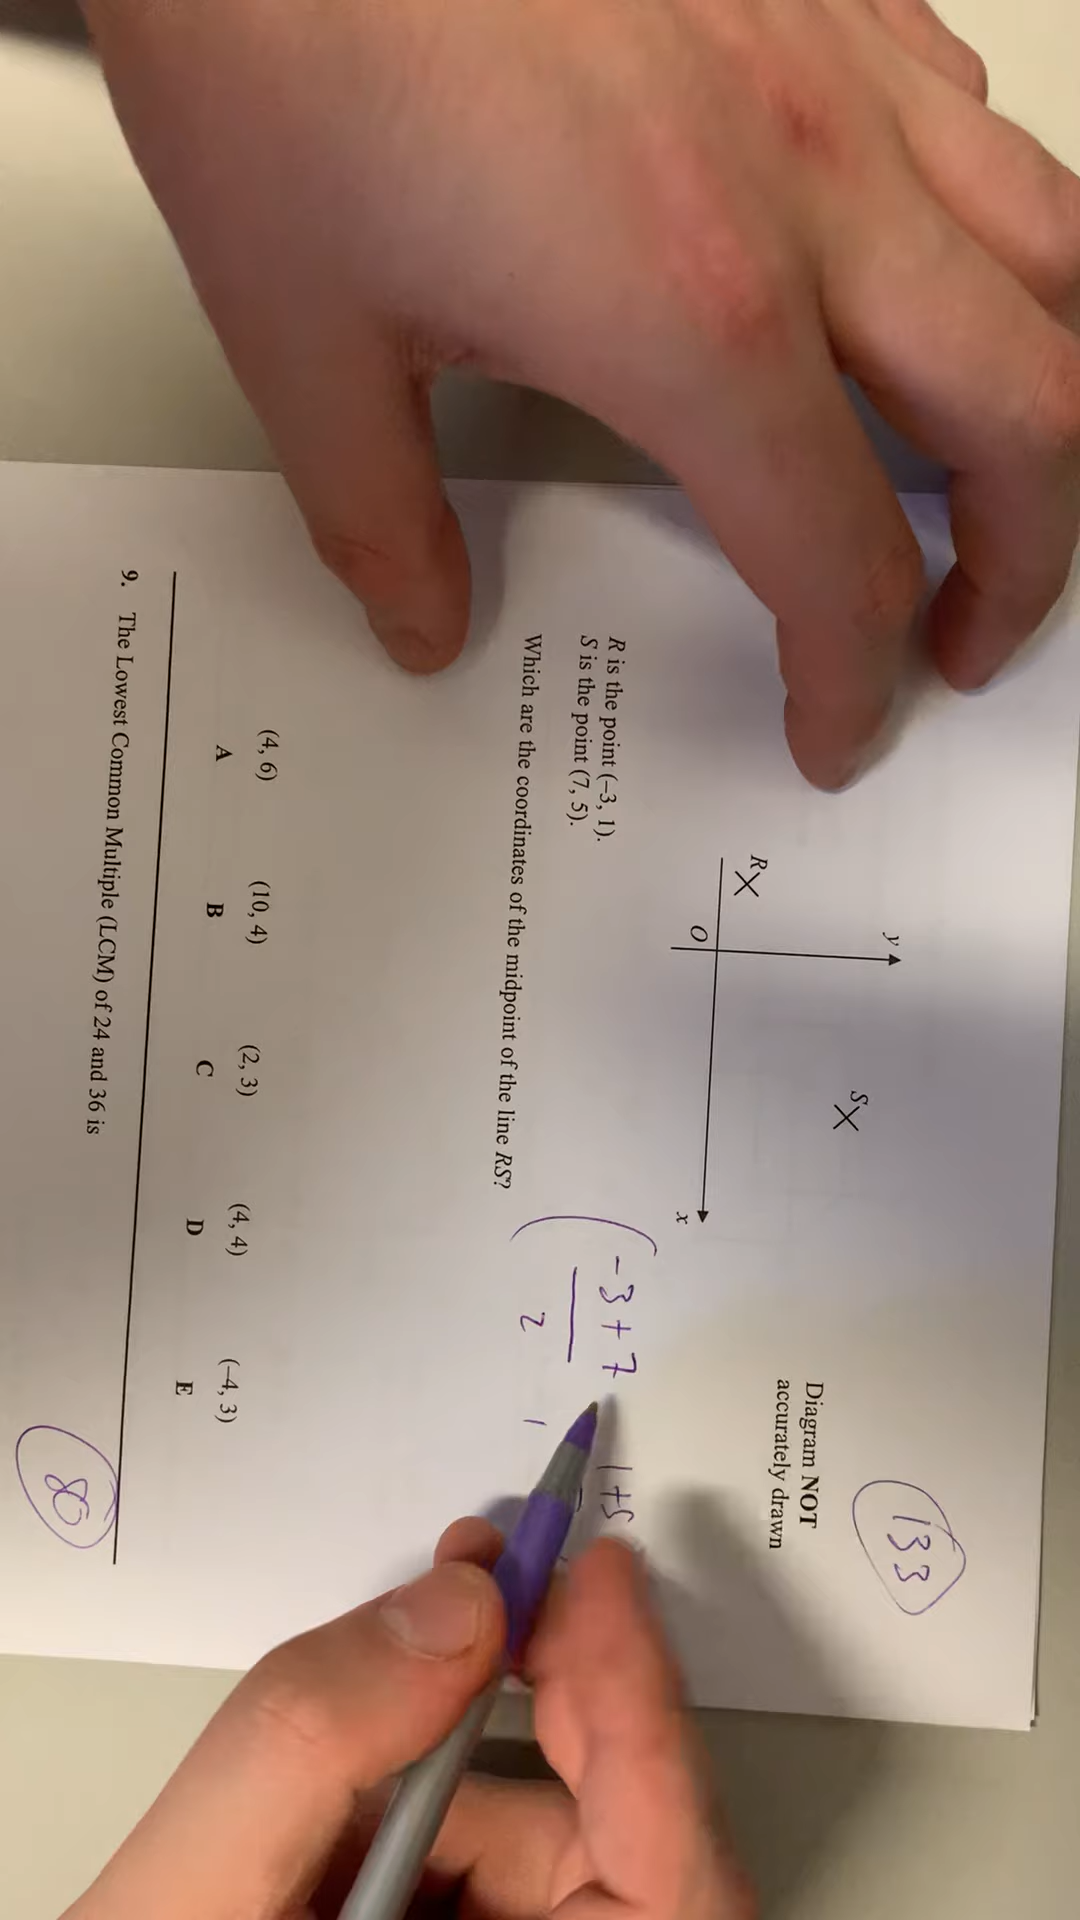 133
Diagram NOT
accurately drawn
y
S
R
O
x
R is the point (−3, 1).
S is the point (7, 5).
Which are the coordinates of the midpoint of the line RS?
( -3 + 7 , 1+5
2
(4, 6) (10, 4) (2, 3) (4, 4) (−4, 3)
A B C D E
80
9. The Lowest Common Multiple (LCM) of 24 and 36 is